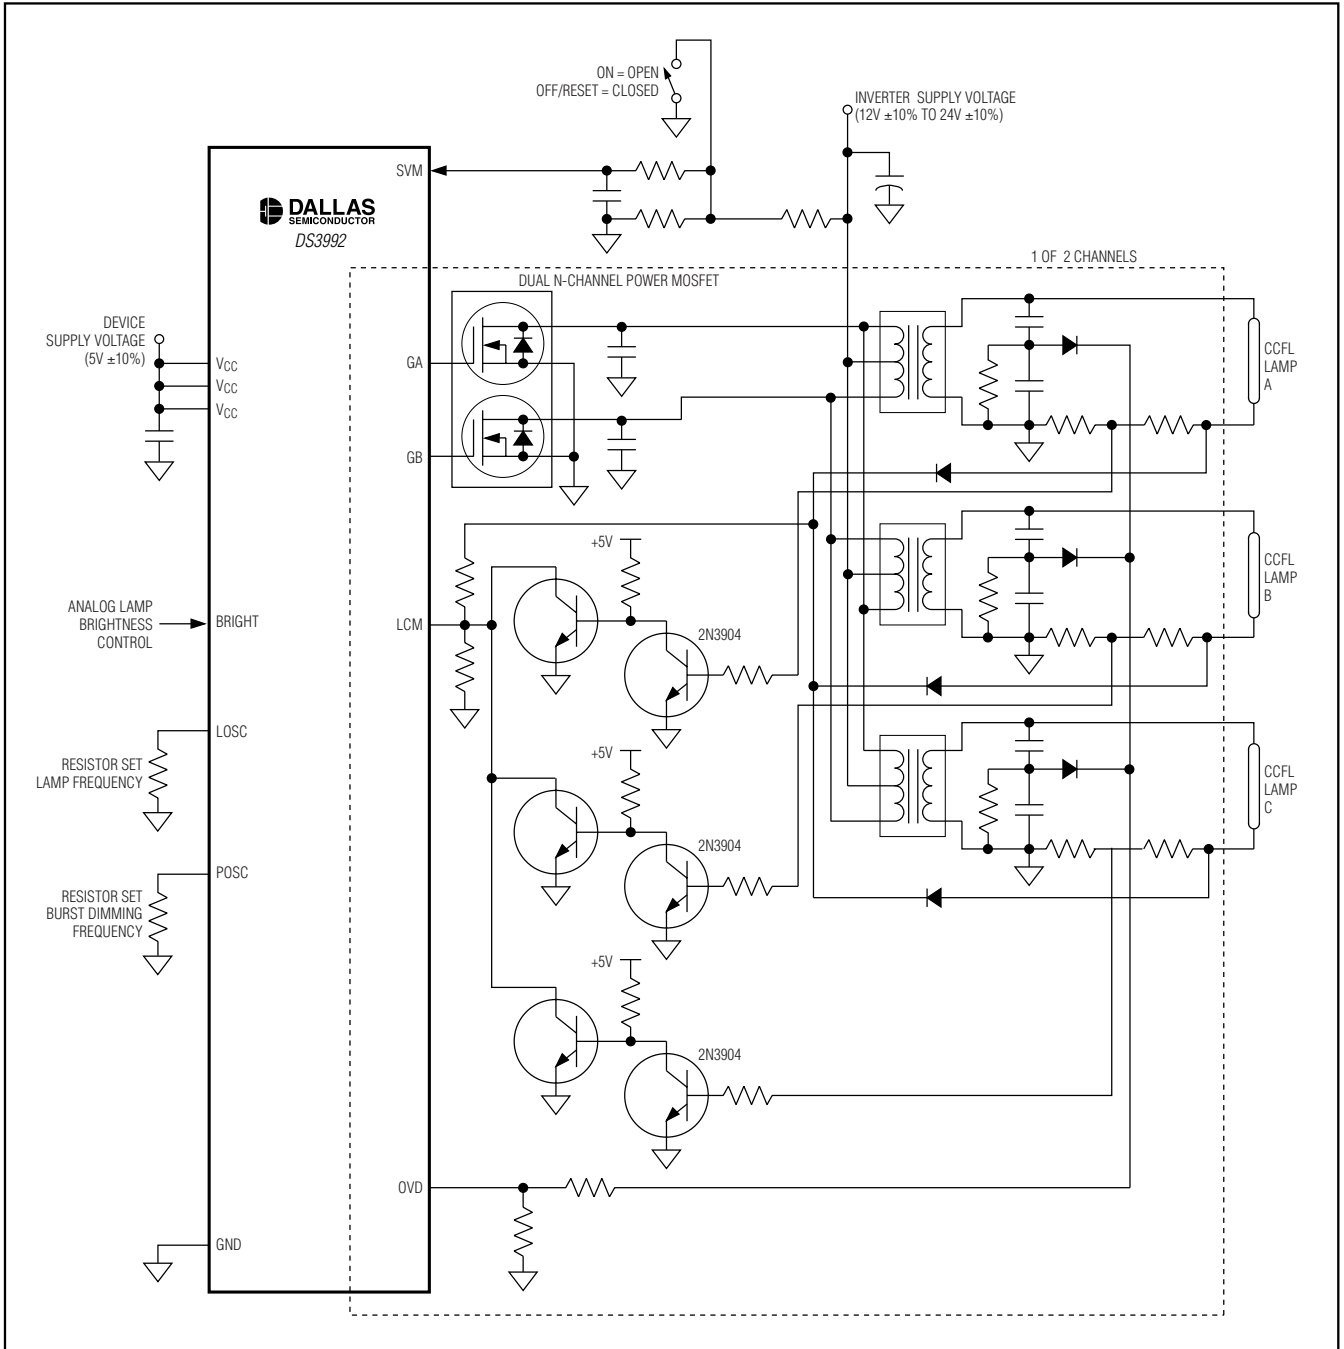 ON = OPEN
OFF/RESET = CLOSED
INVERTER SUPPLY VOLTAGE
(12V ±10% TO 24V ±10%)
SVM
DALLAS
SEMICONDUCTOR
DS3992
1 OF 2 CHANNELS
DUAL N-CHANNEL POWER MOSFET
DEVICE
SUPPLY VOLTAGE
(5V ±10%)
VCC
VCC
VCC
GA
GB
CCFL
LAMP
A
+5V
CCFL
LAMP
B
ANALOG LAMP
BRIGHTNESS
CONTROL
BRIGHT
LCM
2N3904
LOSC
RESISTOR SET
LAMP FREQUENCY
+5V
CCFL
LAMP
C
2N3904
POSC
RESISTOR SET
BURST DIMMING
FREQUENCY
+5V
2N3904
OVD
GND